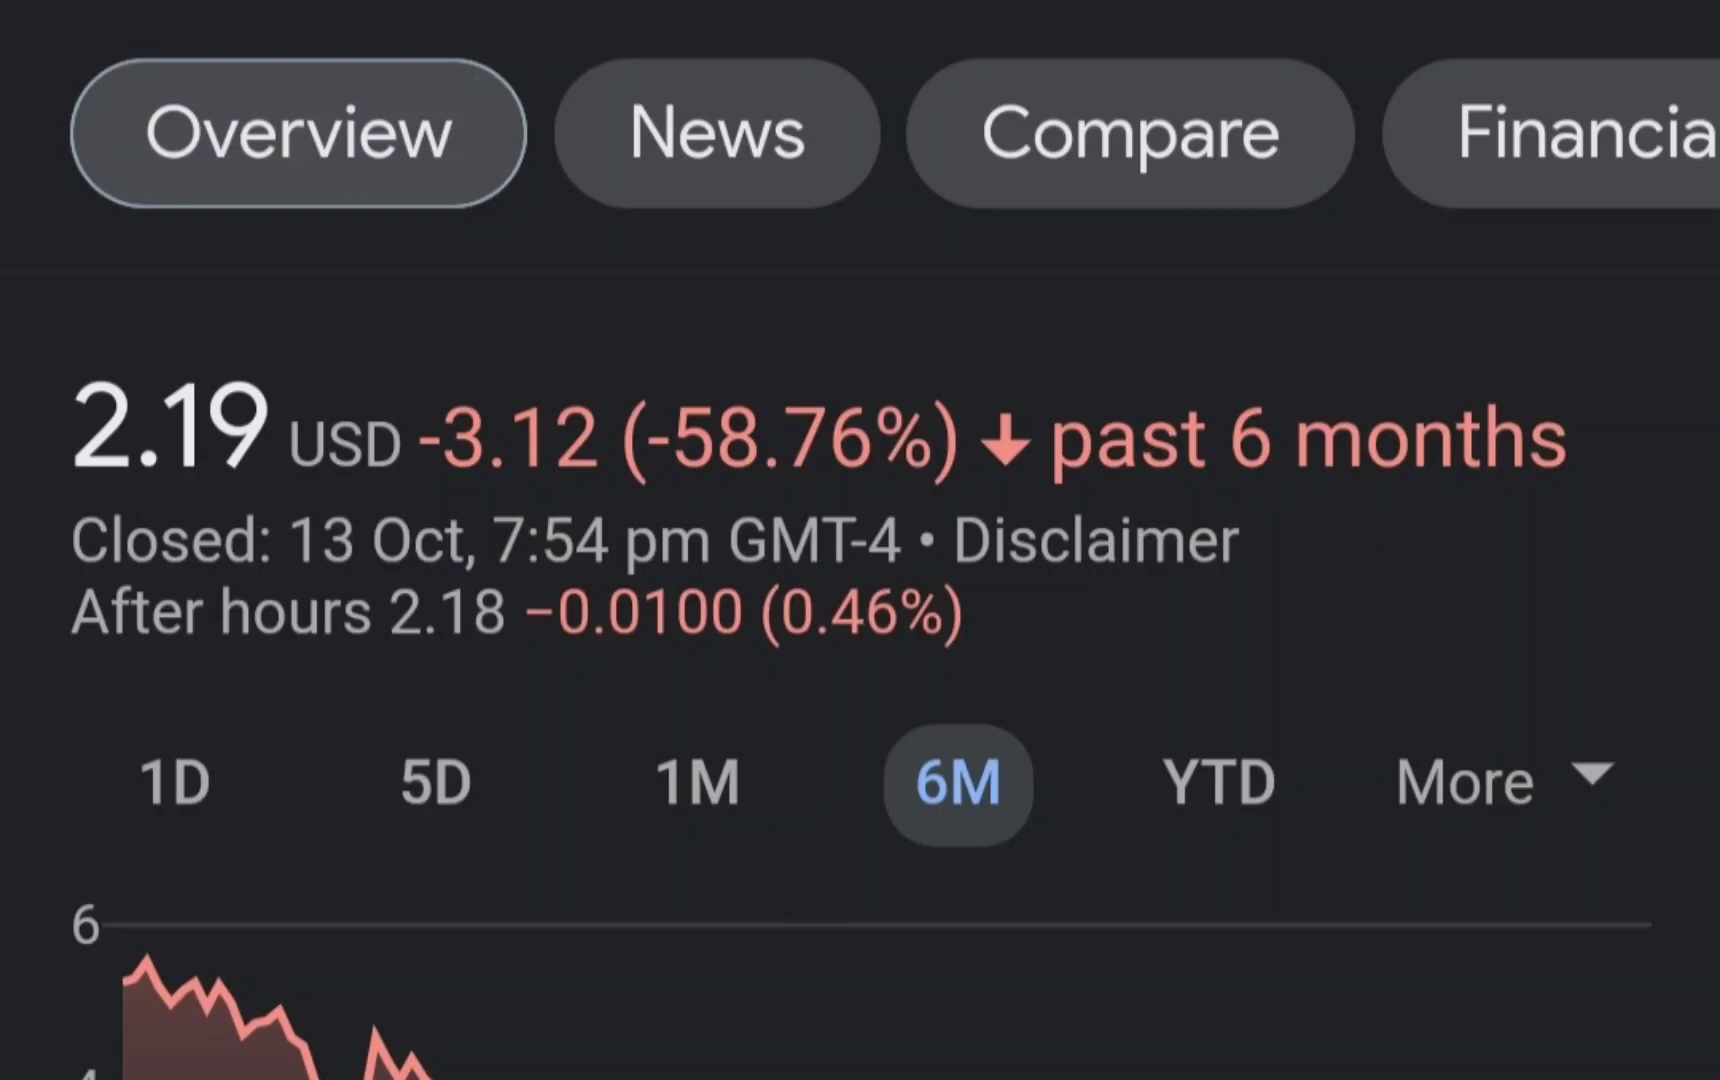 Overview News Compare Financia
2.19 USD -3.12 (-58.76%) ↓ past 6 months
Closed: 13 Oct, 7:54 pm GMT-4 • Disclaimer
After hours 2.18 −0.0100 (0.46%)
1D 5D 1M 6M YTD More
6
4